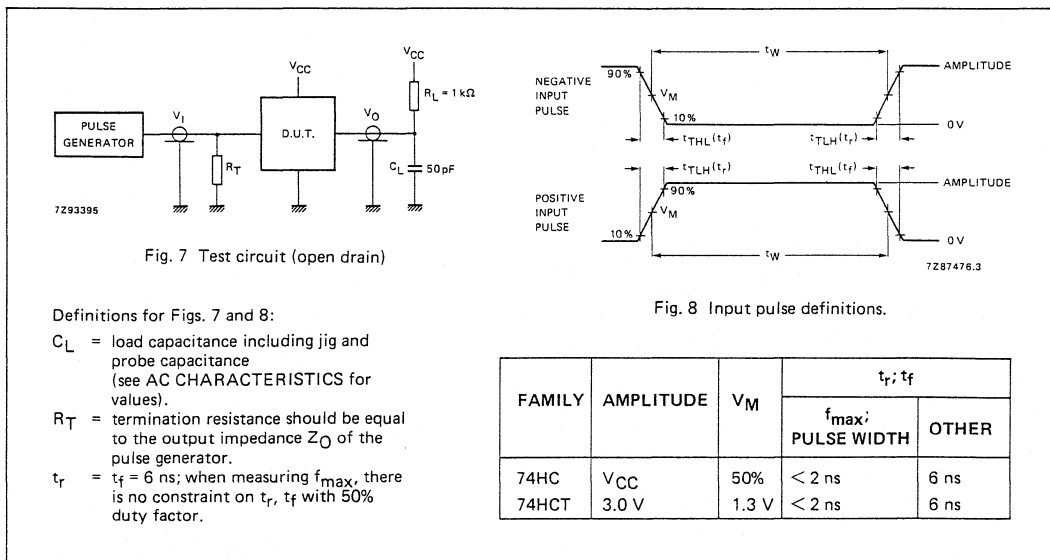 VCC
VCC
RL = 1 kΩ
PULSE GENERATOR
VI
D.U.T.
VO
RT
CL
50 pF
7Z93395
Fig. 7 Test circuit (open drain)
tW
NEGATIVE INPUT PULSE
90%
AMPLITUDE
VM
10%
0 V
tTHL(tf)
tTLH(tr)
tTLH(tr)
tTHL(tf)
AMPLITUDE
90%
POSITIVE INPUT PULSE
VM
10%
0 V
tW
7Z87476.3
Fig. 8 Input pulse definitions.
Definitions for Figs. 7 and 8:
CL = load capacitance including jig and
probe capacitance
(see AC CHARACTERISTICS for
values).
RT = termination resistance should be equal
to the output impedance ZO of the
pulse generator.
tr = tf = 6 ns; when measuring fmax, there
is no constraint on tr, tf with 50%
duty factor.
FAMILY AMPLITUDE VM tr; tf
fmax; PULSE WIDTH OTHER
74HC VCC 50% < 2 ns 6 ns
74HCT 3.0 V 1.3 V < 2 ns 6 ns